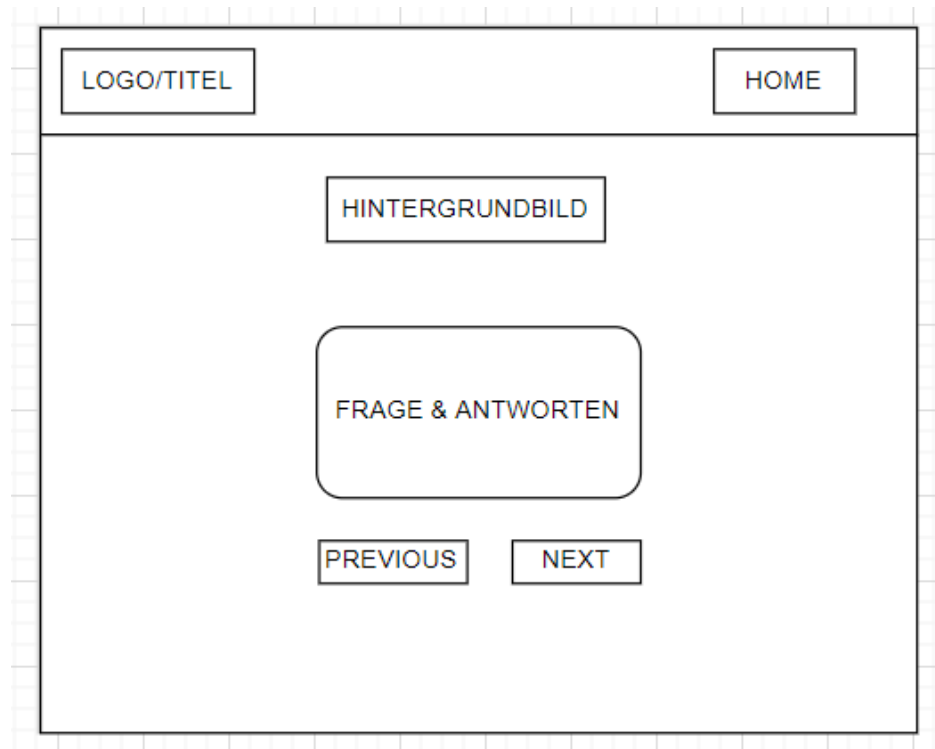 LOGO/TITEL
HOME
HINTERGRUNDBILD
FRAGE & ANTWORTEN
PREVIOUS
NEXT